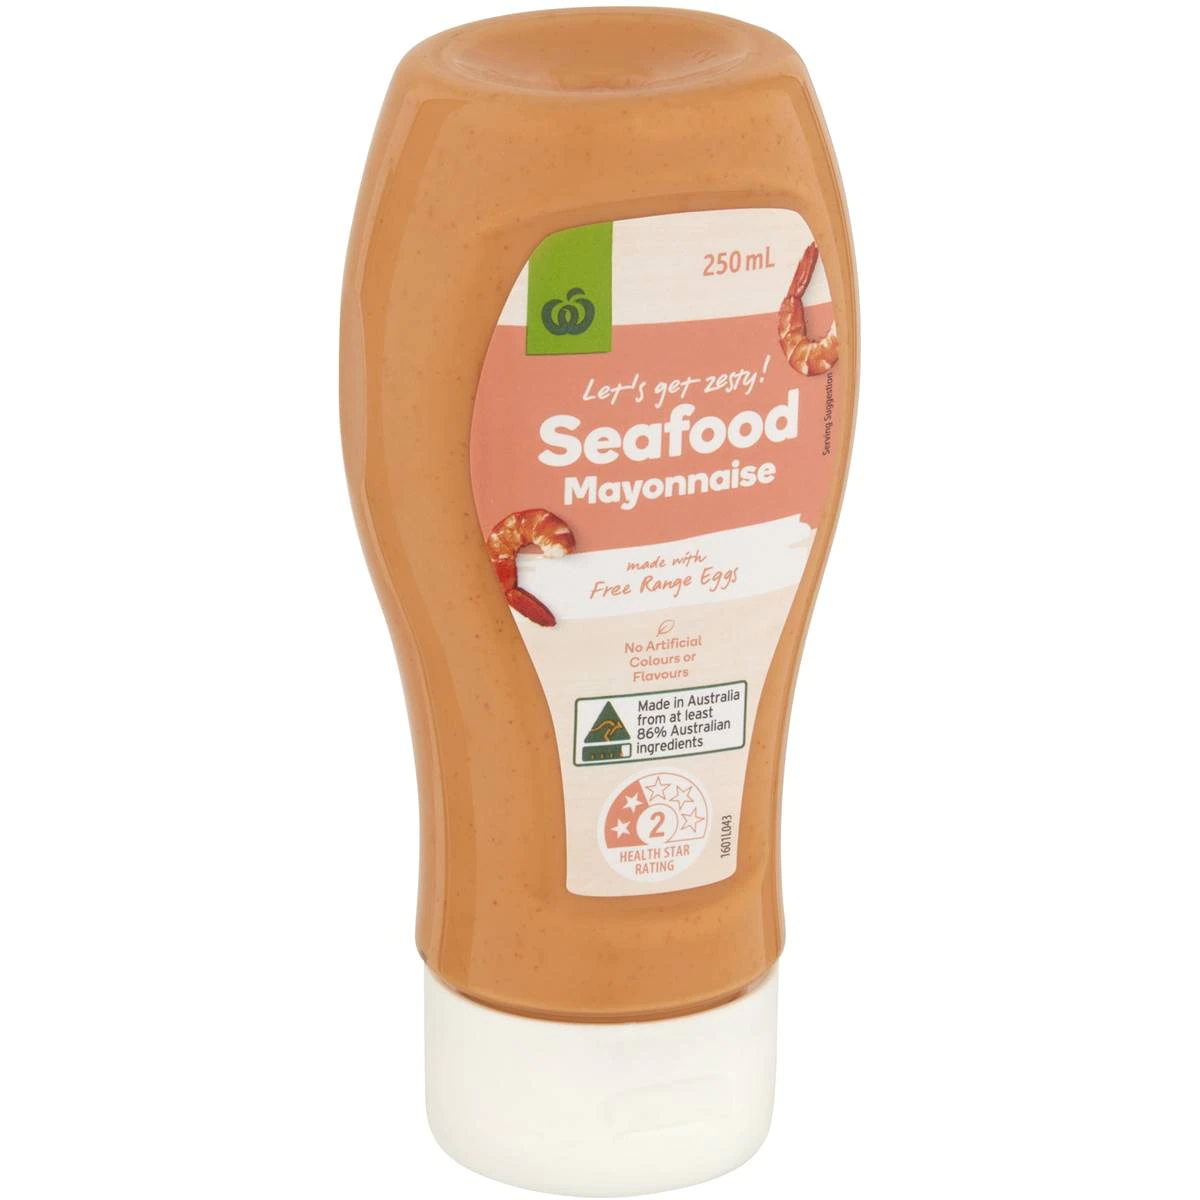 250 mL
Let's get zesty!
Seafood
Mayonnaise
Serving Suggestion
made with
Free Range Eggs
No Artificial
Colours or
Flavours
Made in Australia
from at least
86% Australian
ingredients
2
HEALTH STAR
RATING
1601L043